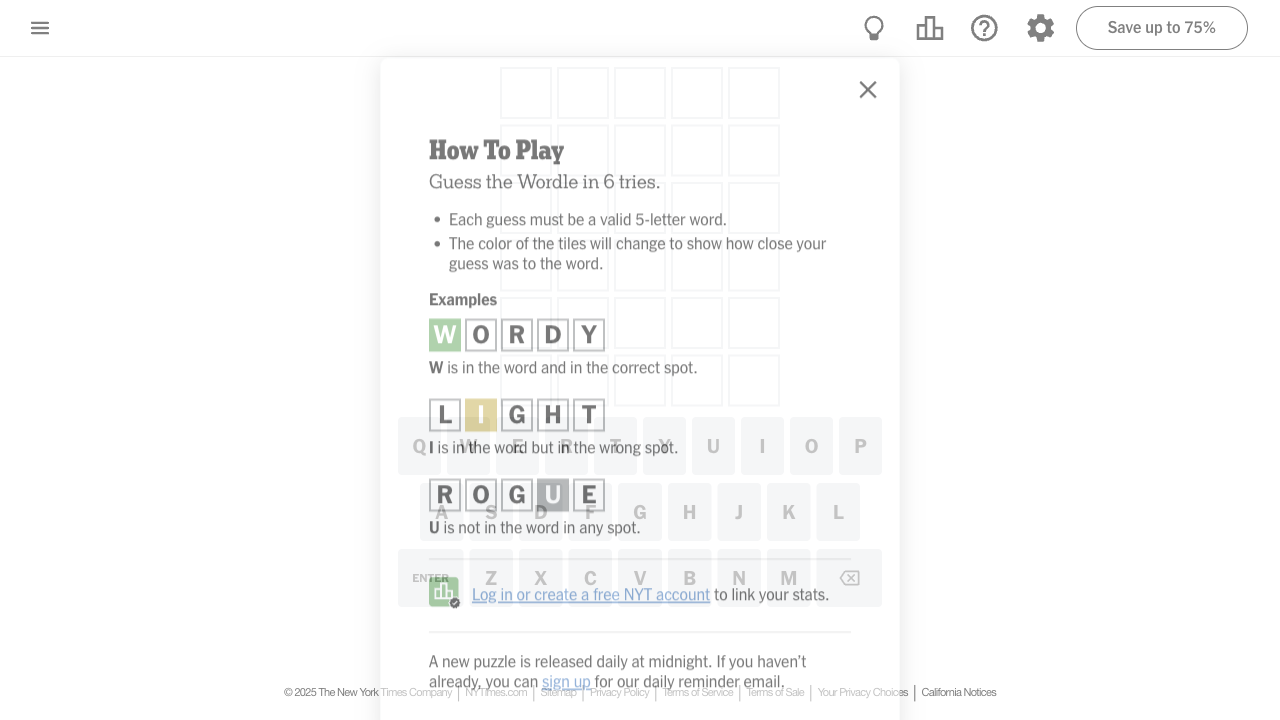 Save up to 75%
How To Play
Guess the Wordle in 6 tries.
• Each guess must be a valid 5-letter word.
• The color of the tiles will change to show how close your
guess was to the word.
Examples
W O R D Y
W is in the word and in the correct spot.
L I G H T
Q W E R T Y U I O P
I is in the word but in the wrong spot.
R O G U E
A S D F G H J K L
U is not in the word in any spot.
ENTER Z X C V B N M
Log in or create a free NYT account to link your stats.
A new puzzle is released daily at midnight. If you haven't
already, you can sign up for our daily reminder email.
© 2025 The New York Times Company | NYTimes.com | Sitemap | Privacy Policy | Terms of Service | Terms of Sale | Your Privacy Choices | California Notices